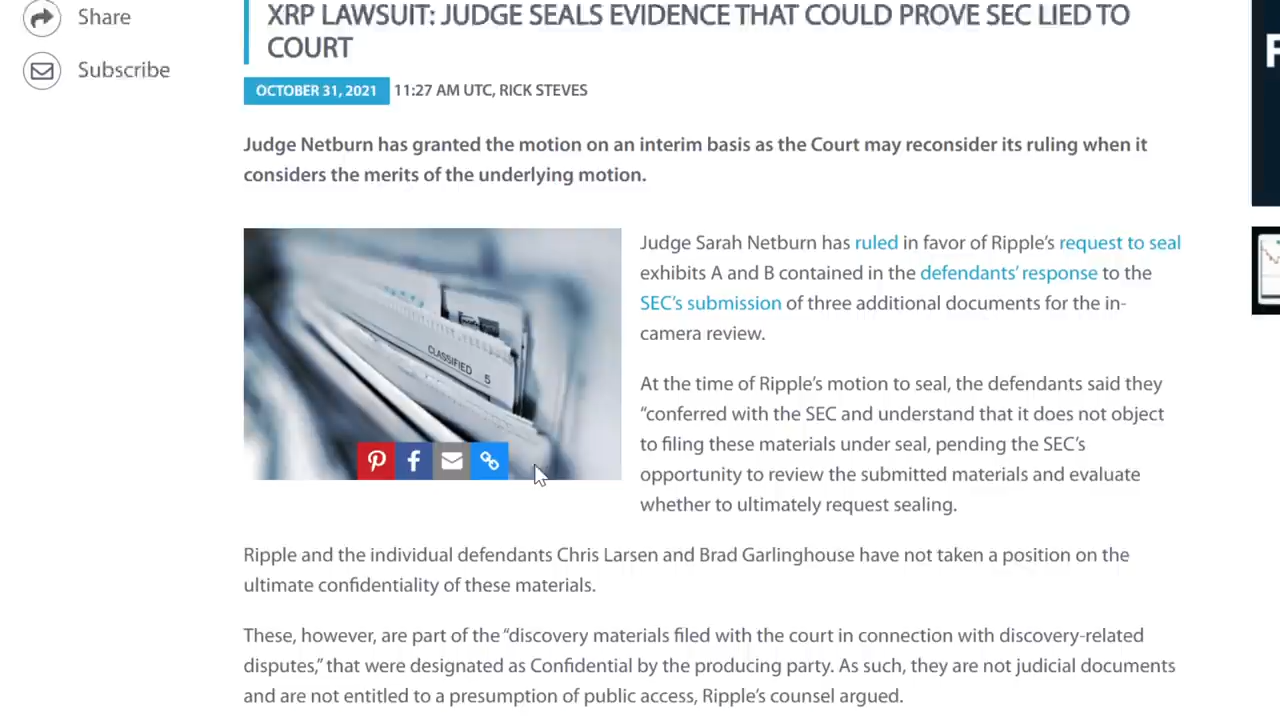 Share
Subscribe
XRP LAWSUIT: JUDGE SEALS EVIDENCE THAT COULD PROVE SEC LIED TO
COURT
OCTOBER 31, 2021 11:27 AM UTC, RICK STEVES
Judge Netburn has granted the motion on an interim basis as the Court may reconsider its ruling when it
considers the merits of the underlying motion.
CLASSIFIED 5
Judge Sarah Netburn has ruled in favor of Ripple’s request to seal
exhibits A and B contained in the defendants’ response to the
SEC’s submission of three additional documents for the in-
camera review.
At the time of Ripple’s motion to seal, the defendants said they
“conferred with the SEC and understand that it does not object
to filing these materials under seal, pending the SEC’s
opportunity to review the submitted materials and evaluate
whether to ultimately request sealing.
Ripple and the individual defendants Chris Larsen and Brad Garlinghouse have not taken a position on the
ultimate confidentiality of these materials.
These, however, are part of the “discovery materials filed with the court in connection with discovery-related
disputes,” that were designated as Confidential by the producing party. As such, they are not judicial documents
and are not entitled to a presumption of public access, Ripple’s counsel argued.